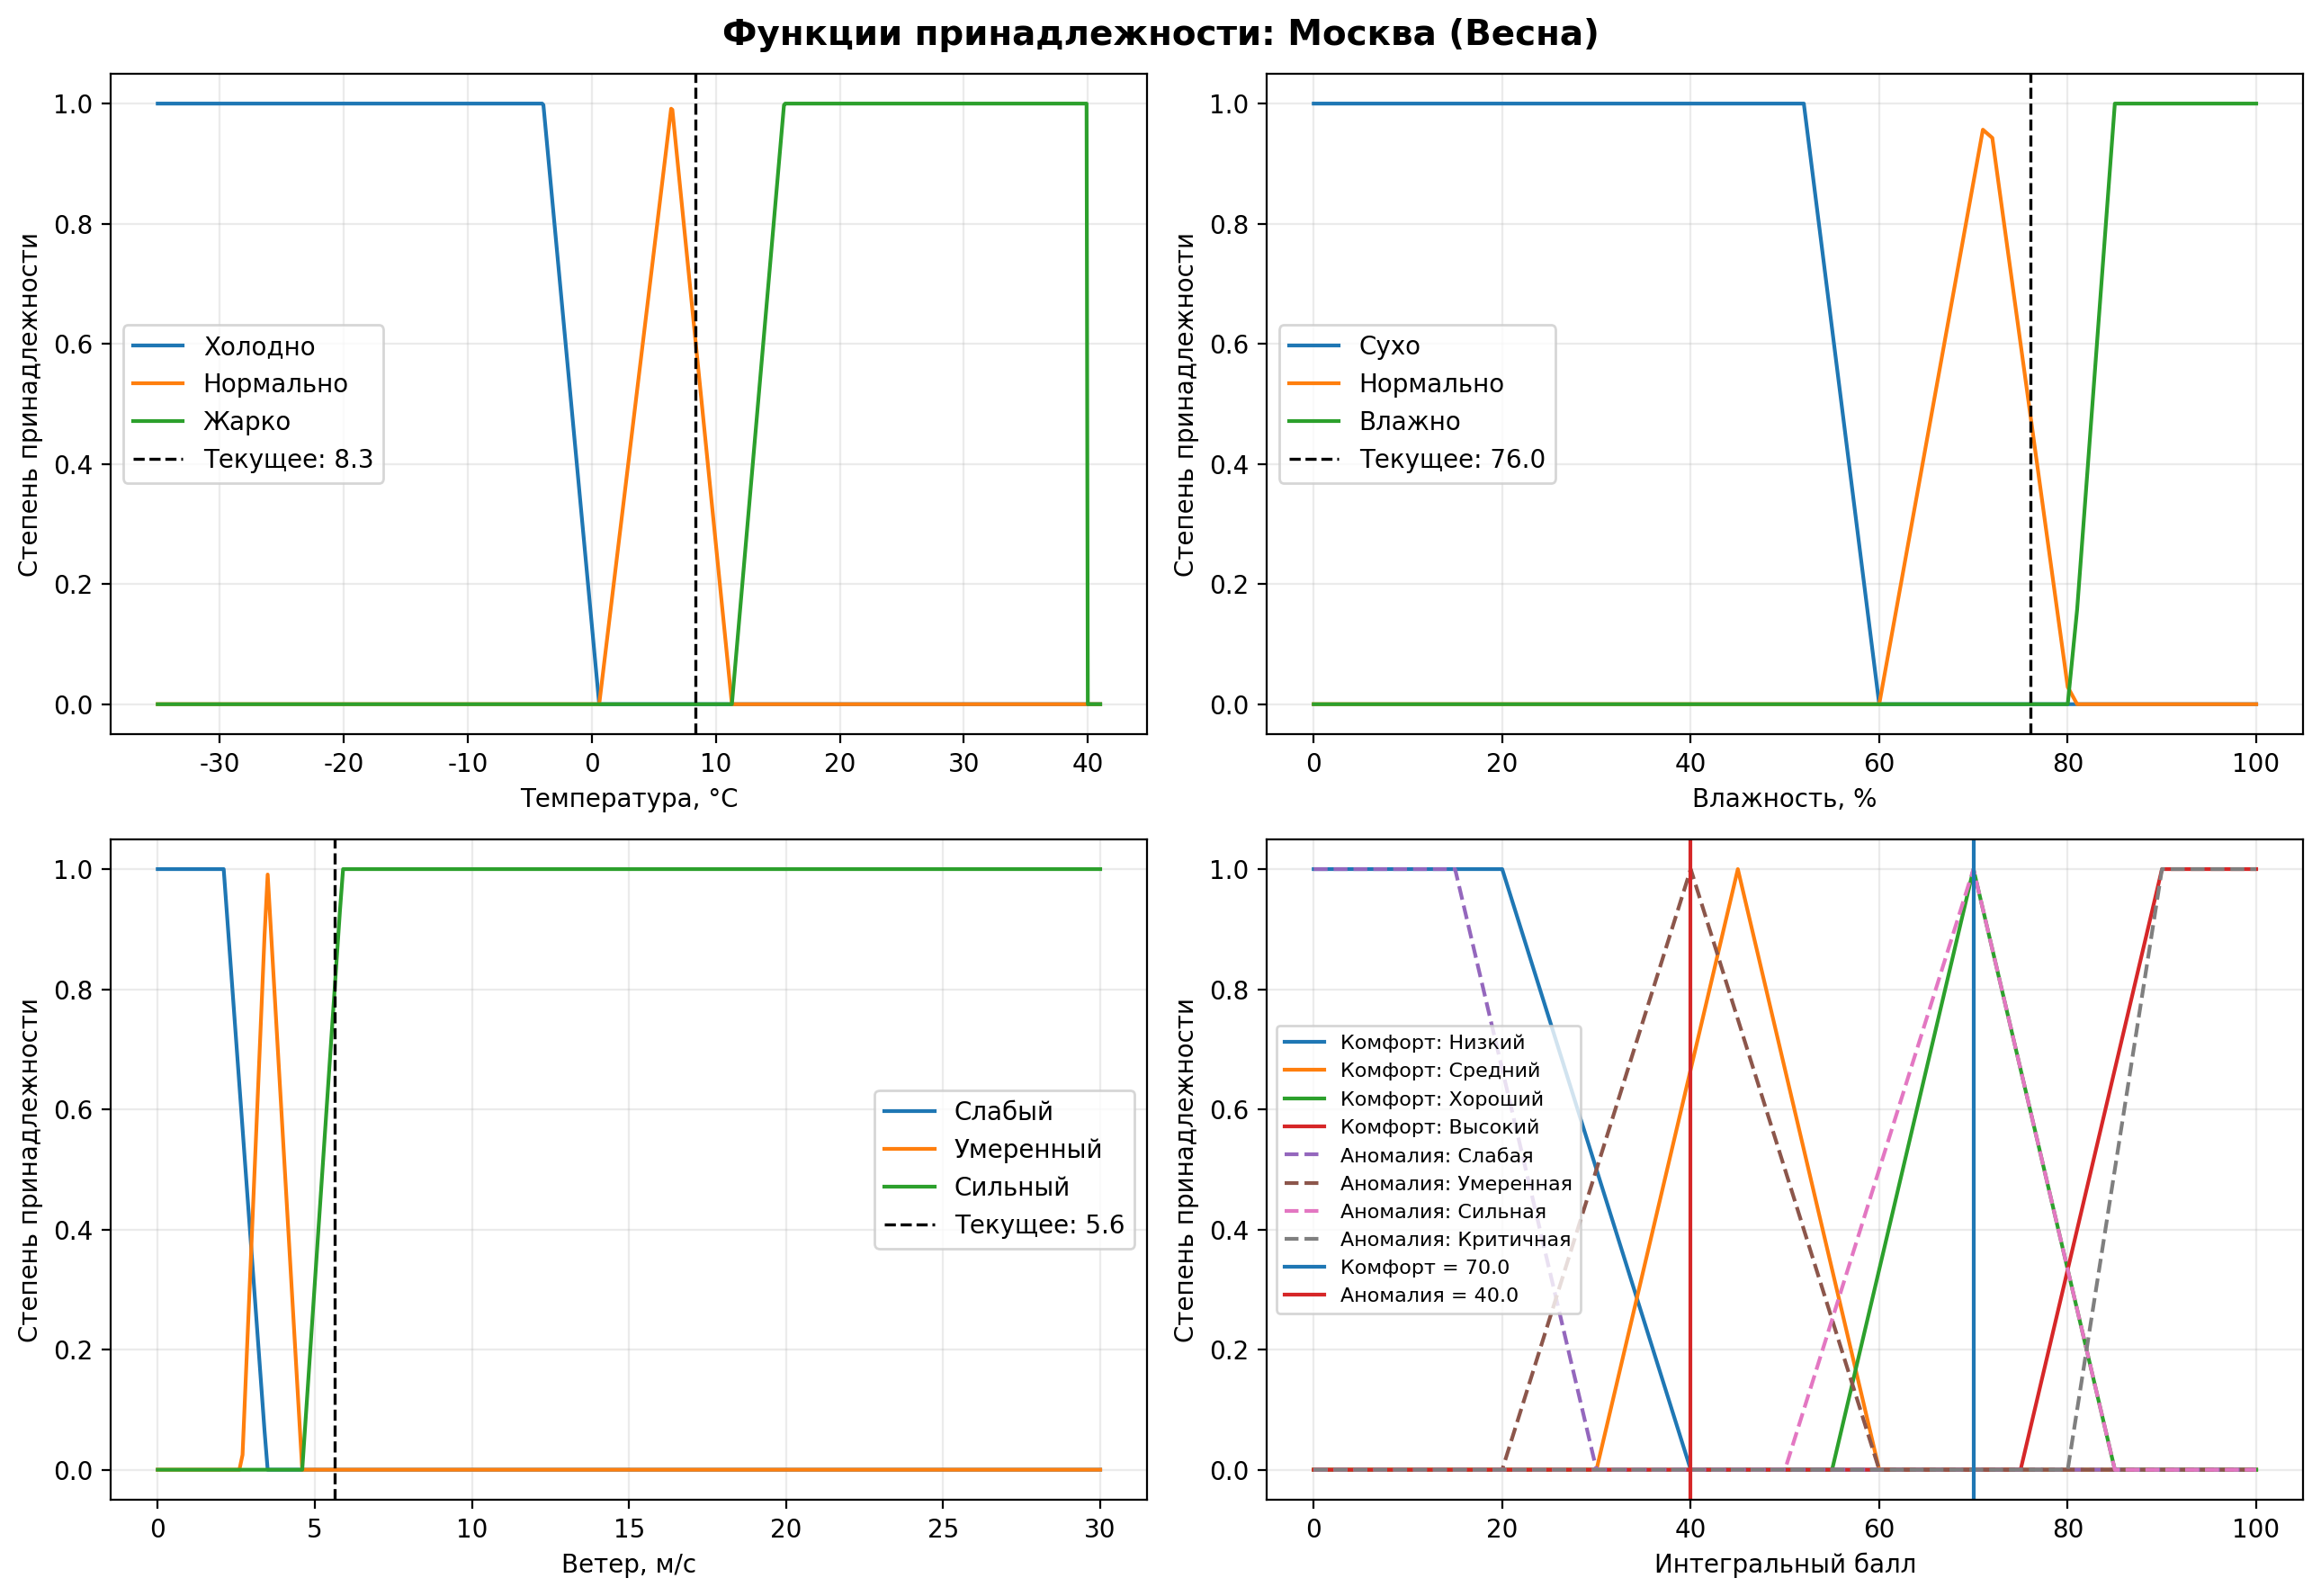 Функции принадлежности: Москва (Весна)
Степень принадлежности
1.0
0.8
0.6
0.4
0.2
0.0
Холодно
Нормально
Жарко
Текущее: 8.3
-30 -20 -10 0 10 20 30 40
Температура, °C
Степень принадлежности
1.0
0.8
0.6
0.4
0.2
0.0
Сухо
Нормально
Влажно
Текущее: 76.0
0 20 40 60 80 100
Влажность, %
Степень принадлежности
1.0
0.8
0.6
0.4
0.2
0.0
Слабый
Умеренный
Сильный
Текущее: 5.6
0 5 10 15 20 25 30
Ветер, м/с
Степень принадлежности
1.0
0.8
0.6
0.4
0.2
0.0
Комфорт: Низкий
Комфорт: Средний
Комфорт: Хороший
Комфорт: Высокий
Аномалия: Слабая
Аномалия: Умеренная
Аномалия: Сильная
Аномалия: Критичная
Комфорт = 70.0
Аномалия = 40.0
0 20 40 60 80 100
Интегральный балл